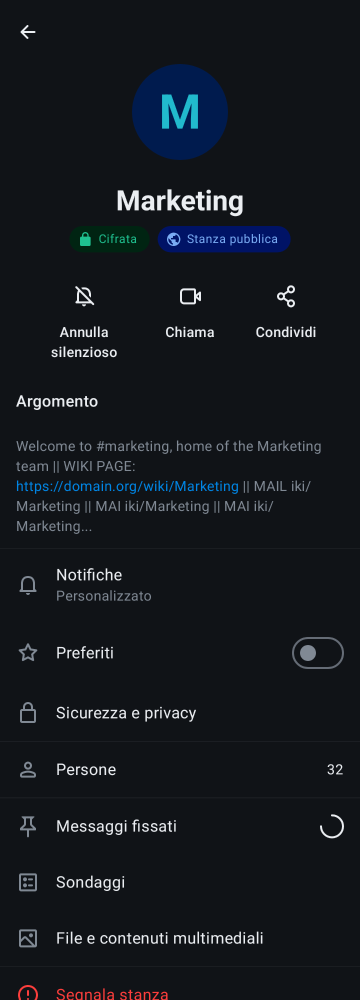 M
Marketing
Cifrata
Stanza pubblica
Annulla
silenzioso
Chiama
Condividi
Argomento
Welcome to #marketing, home of the Marketing
team || WIKI PAGE:
https://domain.org/wiki/Marketing || MAIL iki/
Marketing || MAI iki/Marketing || MAI iki/
Marketing...
Notifiche
Personalizzato
Preferiti
Sicurezza e privacy
Persone
32
Messaggi fissati
Sondaggi
File e contenuti multimediali
Segnala stanza